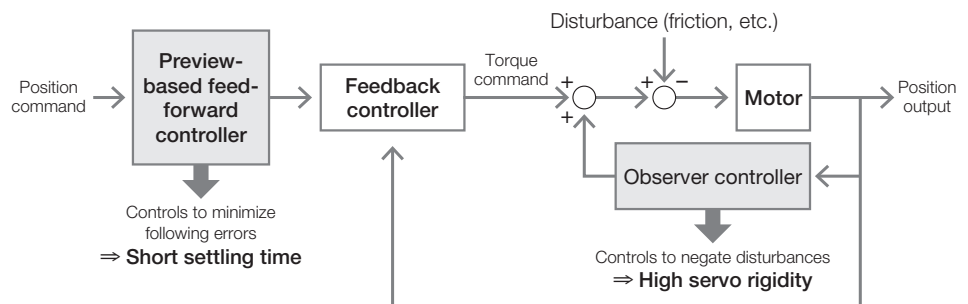 Disturbance (friction, etc.)
Position
command
Preview-
based feed-
forward
controller
Feedback
controller
Torque
command
+
+
+
−
Motor
Position
output
Observer controller
Controls to minimize
following errors
⇒ Short settling time
Controls to negate disturbances
⇒ High servo rigidity